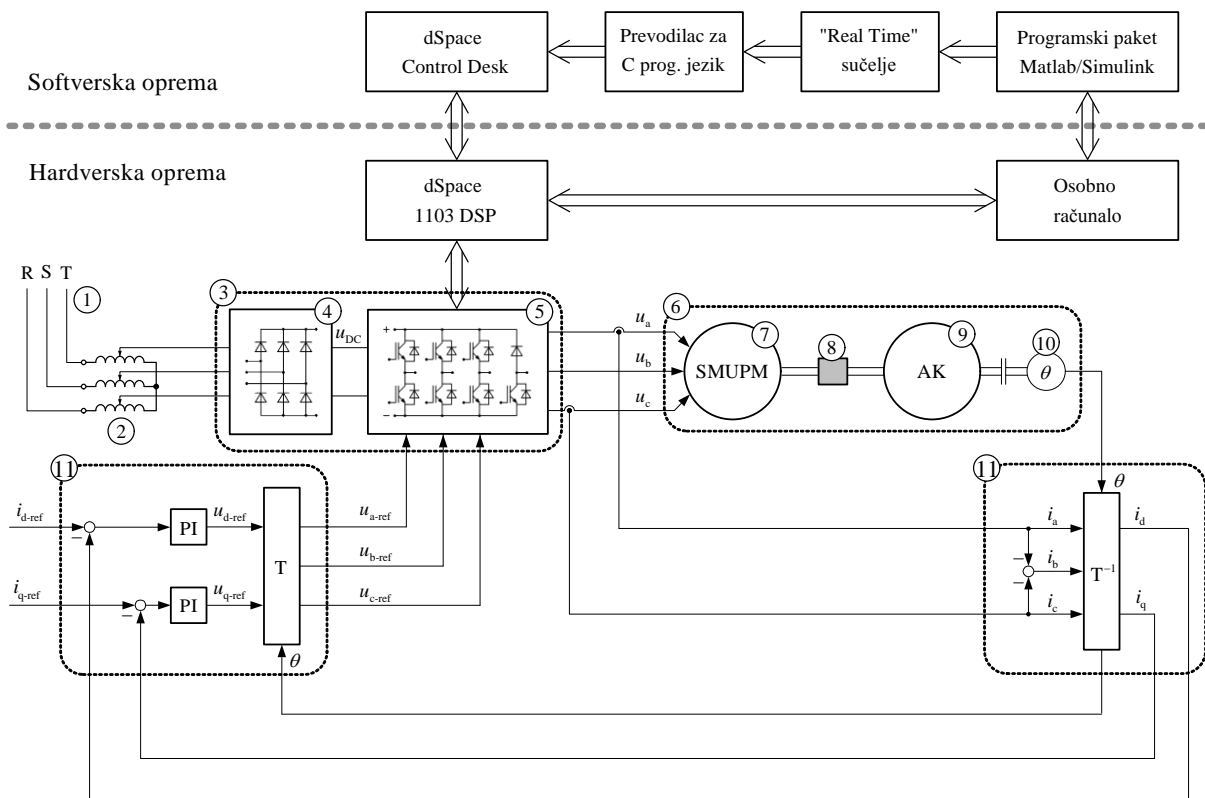 dSpace
Control Desk
Prevodilac za
C prog. jezik
"Real Time"
sučelje
Programski paket
Matlab/Simulink
Softverska oprema
Hardverska oprema
dSpace
1103 DSP
Osobno
računalo
R S T
1
2
3
4
u_DC
5
+
−
u_a
u_b
u_c
6
7
SMUPM
8
9
AK
10
θ
11
i_d-ref
−
PI
u_d-ref
i_q-ref
−
PI
u_q-ref
T
θ
u_a-ref
u_b-ref
u_c-ref
11
θ
i_a
−
i_b
−
i_c
T⁻¹
i_d
i_q